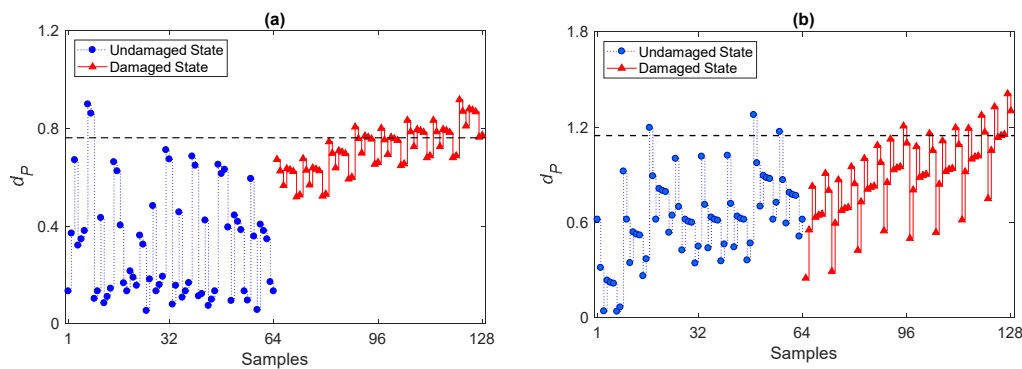 (a)
1.2
0.8
0.4
0
d_P
Undamaged State
Damaged State
1 32 64 96 128
Samples
(b)
1.8
1.2
0.6
0
d_P
Undamaged State
Damaged State
1 32 64 96 128
Samples